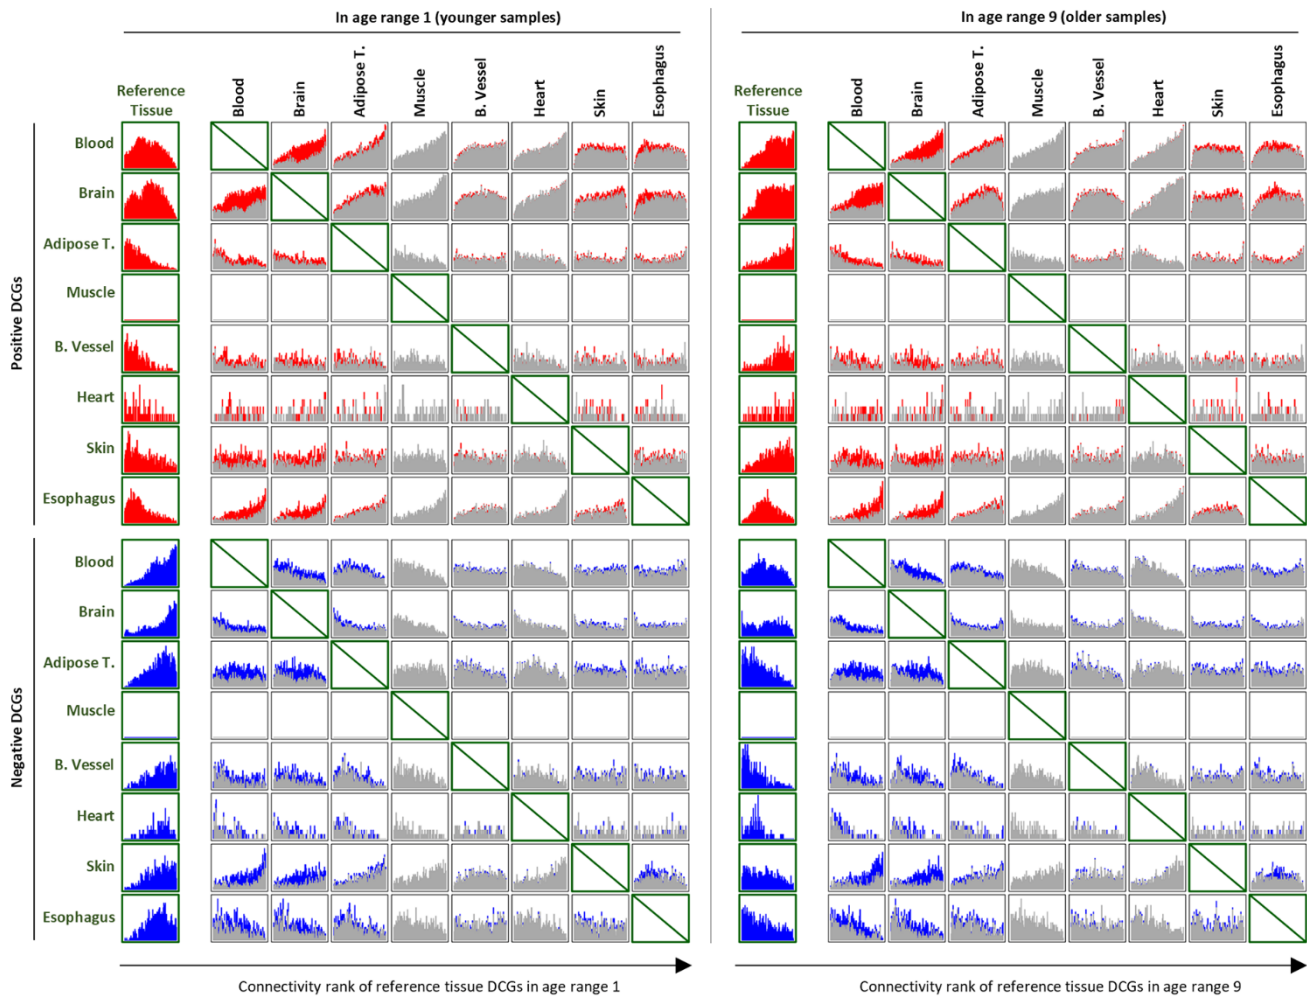 In age range 1 (younger samples)
In age range 9 (older samples)
Reference
Tissue
Blood
Brain
Adipose T.
Muscle
B. Vessel
Heart
Skin
Esophagus
Reference
Tissue
Blood
Brain
Adipose T.
Muscle
B. Vessel
Heart
Skin
Esophagus
Positive DCGs
Blood
Brain
Adipose T.
Muscle
B. Vessel
Heart
Skin
Esophagus
Negative DCGs
Blood
Brain
Adipose T.
Muscle
B. Vessel
Heart
Skin
Esophagus
Connectivity rank of reference tissue DCGs in age range 1
Connectivity rank of reference tissue DCGs in age range 9